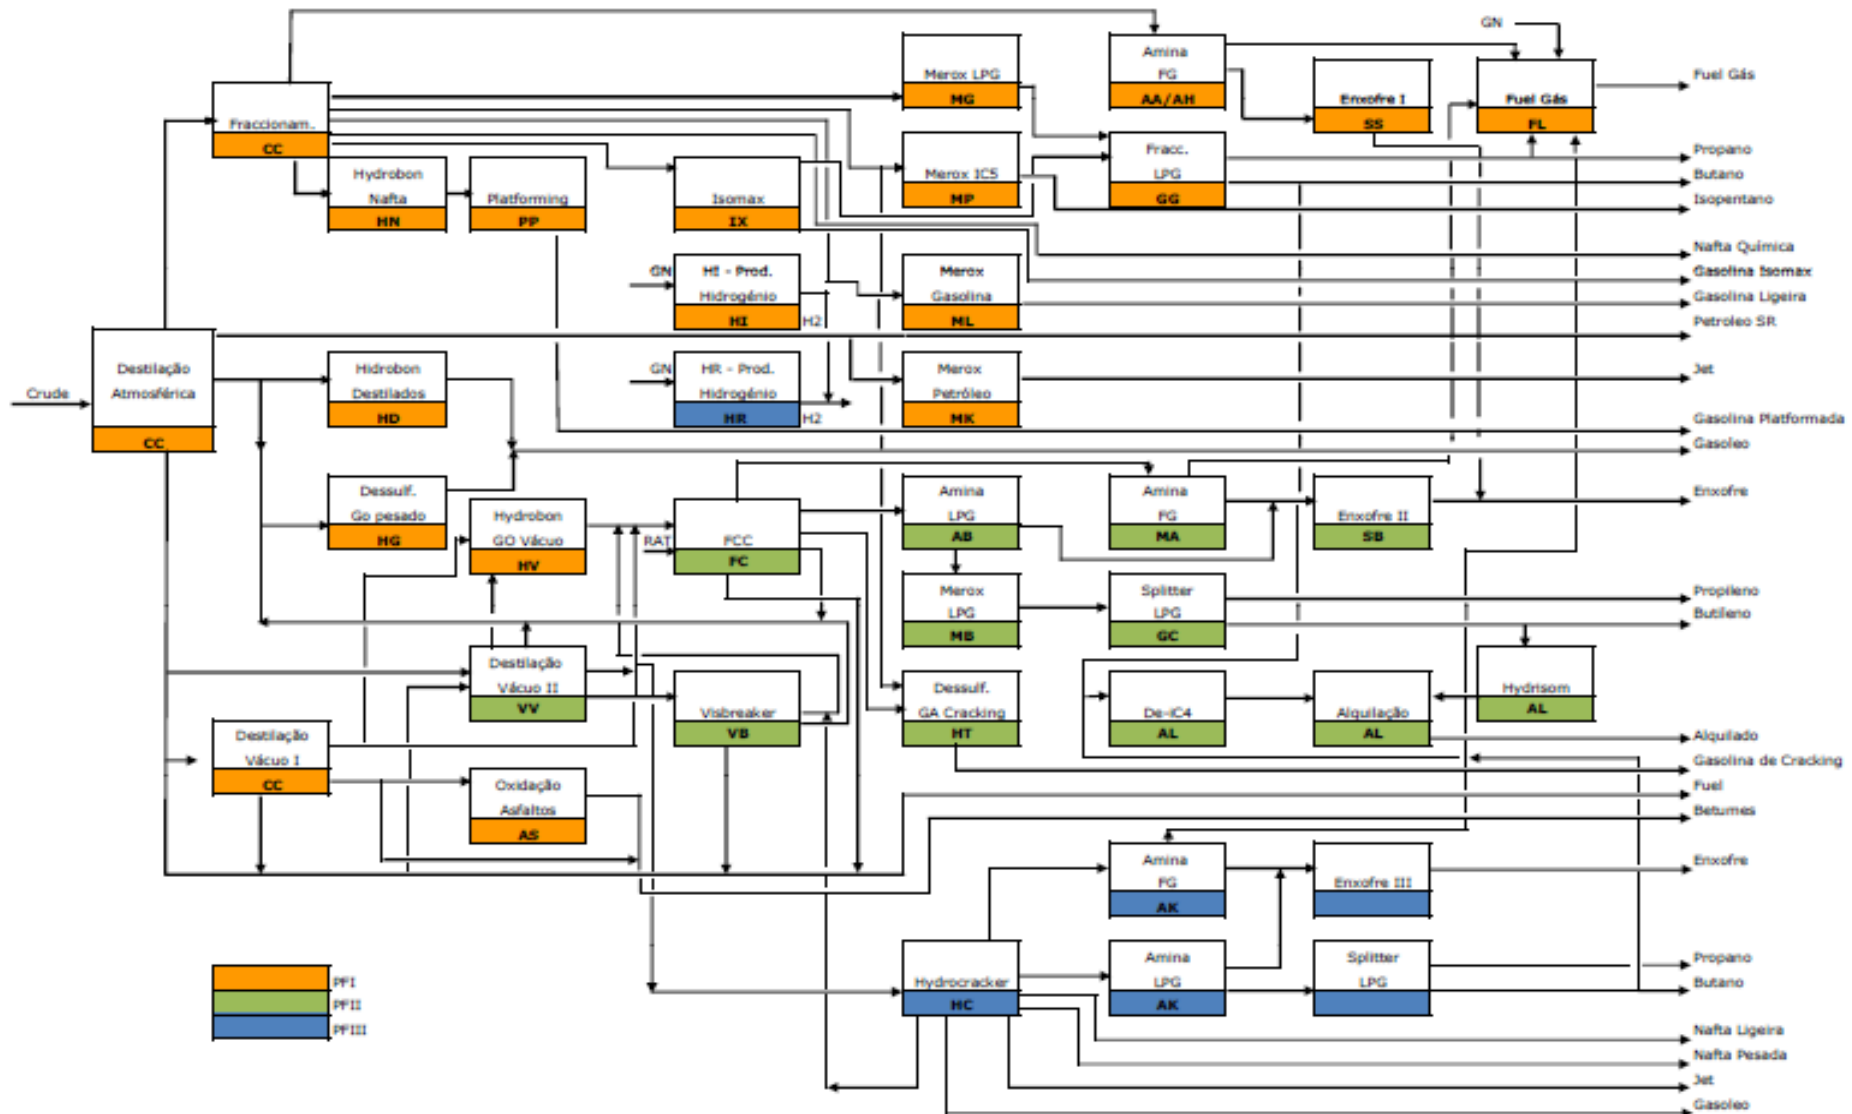 GN
Amina
FG
AA/AH
Merox LPG
MG
Enxofre I
SS
Fuel Gás
FL
Fuel Gás
Fraccionam.
CC
Hydrobon
Nafta
HN
Platforming
PP
Isomax
IX
Merox IC5
MP
Fracc.
LPG
GG
Propano
Butano
Isopentano
Nafta Química
Gasolina Isomax
Gasolina Ligeira
Petroleo SR
GN
HI - Prod.
Hidrogénio
HI
H2
Merox
Gasolina
ML
Crude
Destilação
Atmosférica
CC
Hidrobon
Destilados
HD
GN
HR - Prod.
Hidrogénio
HR
H2
Merox
Petróleo
MK
Jet
Gasolina Platformada
Gasoleo
Dessulf.
Go pesado
HG
Hydrobon
GO Vácuo
HV
RAT
FCC
FC
Amina
LPG
AB
Amina
FG
MA
Enxofre II
SB
Enxofre
Merox
LPG
MB
Splitter
LPG
GC
Propileno
Butileno
Destilação
Vácuo II
VV
Visbreaker
VB
Dessulf.
GA Cracking
HT
De-iC4
AL
Alquilação
AL
Hydrisom
AL
Destilação
Vácuo I
CC
Oxidação
Asfaltos
AS
Alquilado
Gasolina de Cracking
Fuel
Betumes
Amina
FG
AK
Enxofre III
Enxofre
Hydrocracker
HC
Amina
LPG
AK
Splitter
LPG
Propano
Butano
PFI
PFII
PFIII
Nafta Ligeira
Nafta Pesada
Jet
Gasoleo